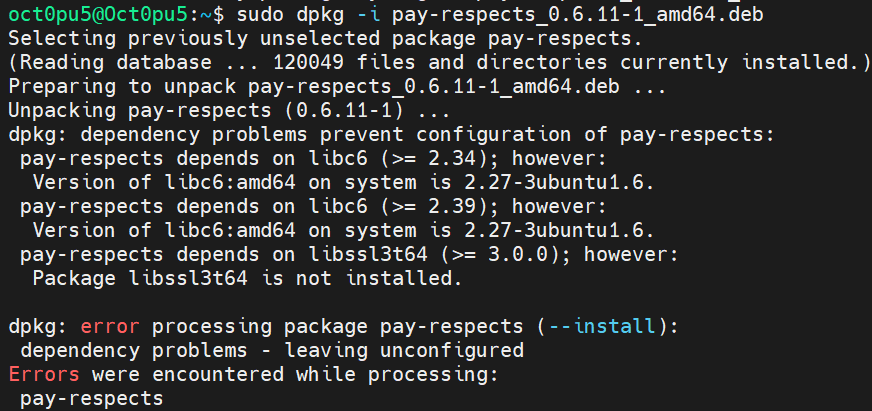 oct0pu5@Oct0pu5:~$ sudo dpkg -i pay-respects_0.6.11-1_amd64.deb
Selecting previously unselected package pay-respects.
(Reading database ... 120049 files and directories currently installed.)
Preparing to unpack pay-respects_0.6.11-1_amd64.deb ...
Unpacking pay-respects (0.6.11-1) ...
dpkg: dependency problems prevent configuration of pay-respects:
 pay-respects depends on libc6 (>= 2.34); however:
  Version of libc6:amd64 on system is 2.27-3ubuntu1.6.
 pay-respects depends on libc6 (>= 2.39); however:
  Version of libc6:amd64 on system is 2.27-3ubuntu1.6.
 pay-respects depends on libssl3t64 (>= 3.0.0); however:
  Package libssl3t64 is not installed.

dpkg: error processing package pay-respects (--install):
 dependency problems - leaving unconfigured
Errors were encountered while processing:
 pay-respects